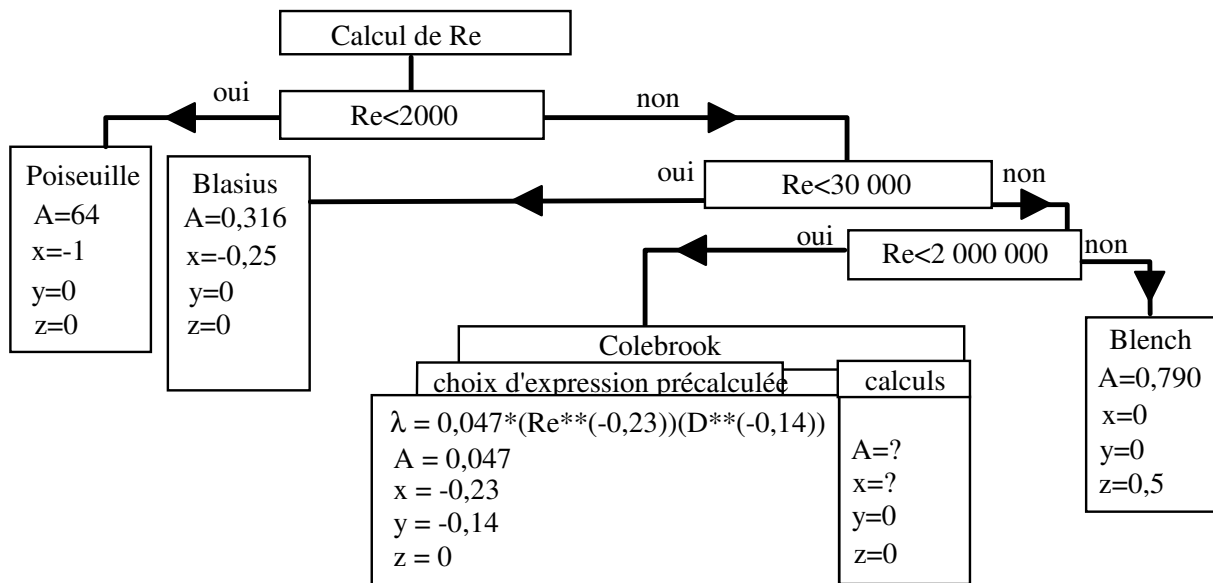 Calcul de Re
oui
Re<2000
non
Poiseuille
A=64
x=-1
y=0
z=0
Blasius
A=0,316
x=-0,25
y=0
z=0
oui
Re<30 000
non
oui
Re<2 000 000
non
Colebrook
choix d'expression précalculée
λ = 0,047*(Re**(-0,23))(D**(-0,14))
A = 0,047
x = -0,23
y = -0,14
z = 0
calculs
A=?
x=?
y=0
z=0
Blench
A=0,790
x=0
y=0
z=0,5